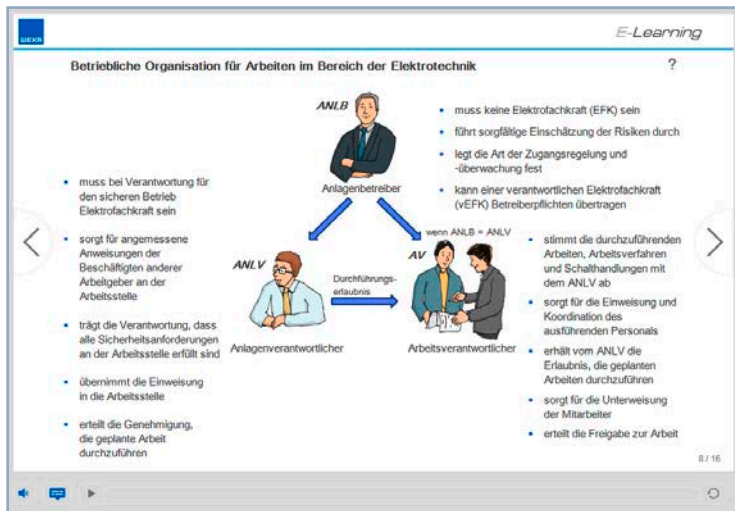 WEKA
E-Learning
Betriebliche Organisation für Arbeiten im Bereich der Elektrotechnik
?
ANLB
Anlagenbetreiber
muss keine Elektrofachkraft (EFK) sein
führt sorgfältige Einschätzung der Risiken durch
legt die Art der Zugangsregelung und
-überwachung fest
kann einer verantwortlichen Elektrofachkraft
(vEFK) Betreiberpflichten übertragen
muss bei Verantwortung für
den sicheren Betrieb
Elektrofachkraft sein
sorgt für angemessene
Anweisungen der
Beschäftigten anderer
Arbeitgeber an der
Arbeitsstelle
trägt die Verantwortung, dass
alle Sicherheitsanforderungen
an der Arbeitsstelle erfüllt sind
übernimmt die Einweisung
in die Arbeitsstelle
erteilt die Genehmigung,
die geplante Arbeit
durchzuführen
ANLV
Anlagenverantwortlicher
Durchführungs-
erlaubnis
wenn ANLB = ANLV
AV
Arbeitsverantwortlicher
stimmt die durchzuführenden
Arbeiten, Arbeitsverfahren
und Schalthandlungen mit
dem ANLV ab
sorgt für die Einweisung und
Koordination des
ausführenden Personals
erhält vom ANLV die
Erlaubnis, die geplanten
Arbeiten durchzuführen
sorgt für die Unterweisung
der Mitarbeiter
erteilt die Freigabe zur Arbeit
8 / 16